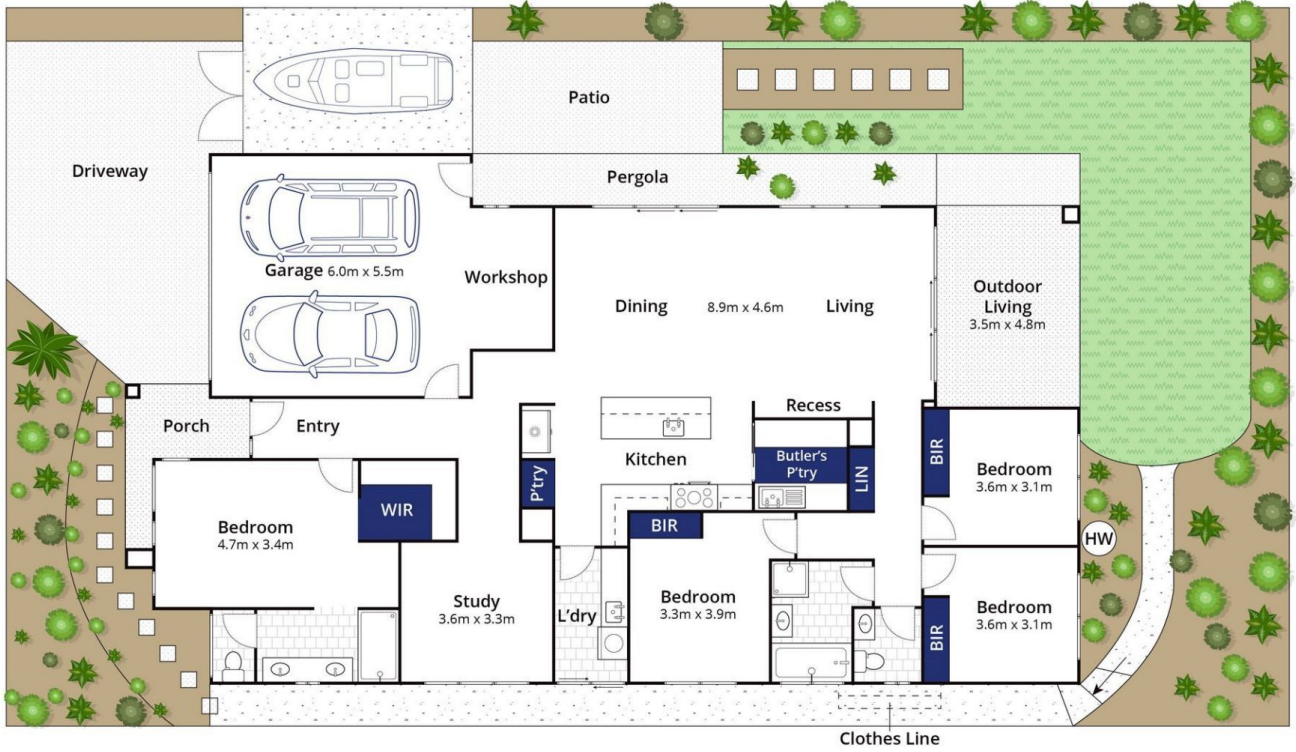 Patio
Driveway
Pergola
Garage 6.0m x 5.5m
Workshop
Dining
8.9m x 4.6m
Living
Outdoor
Living
3.5m x 4.8m
Recess
Porch
Entry
Kitchen
Butler's
P'try
P'try
LIN
BIR
Bedroom
3.6m x 3.1m
WIR
Bedroom
4.7m x 3.4m
BIR
HW
Study
3.6m x 3.3m
L'dry
Bedroom
3.3m x 3.9m
BIR
Bedroom
3.6m x 3.1m
Clothes Line